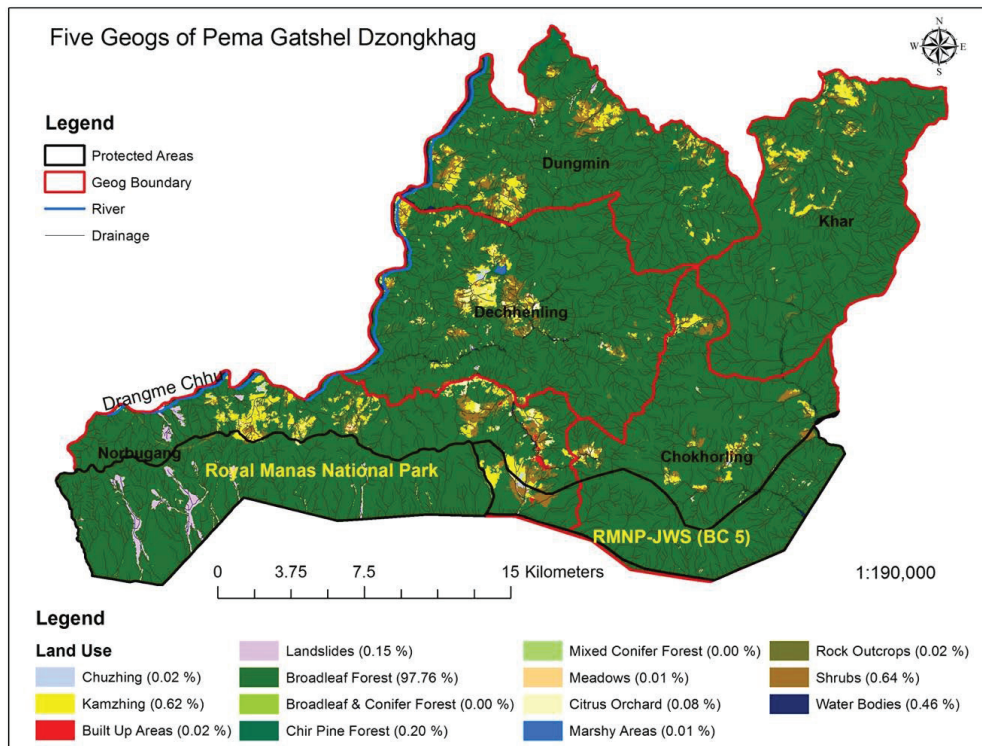 Five Geogs of Pema Gatshel Dzongkhag
N
W
E
S
Legend
Protected Areas
Geog Boundary
River
Drainage
Dungmin
Khar
Dechhenling
Drangme Chhu
Norbugang
Royal Manas National Park
Chokhorling
RMNP-JWS (BC 5)
0 3.75 7.5 15 Kilometers
1:190,000
Legend
Land Use
Chuzhing (0.02 %)
Kamzhing (0.62 %)
Built Up Areas (0.02 %)
Landslides (0.15 %)
Broadleaf Forest (97.76 %)
Broadleaf & Conifer Forest (0.00 %)
Chir Pine Forest (0.20 %)
Mixed Conifer Forest (0.00 %)
Meadows (0.01 %)
Citrus Orchard (0.08 %)
Marshy Areas (0.01 %)
Rock Outcrops (0.02 %)
Shrubs (0.64 %)
Water Bodies (0.46 %)